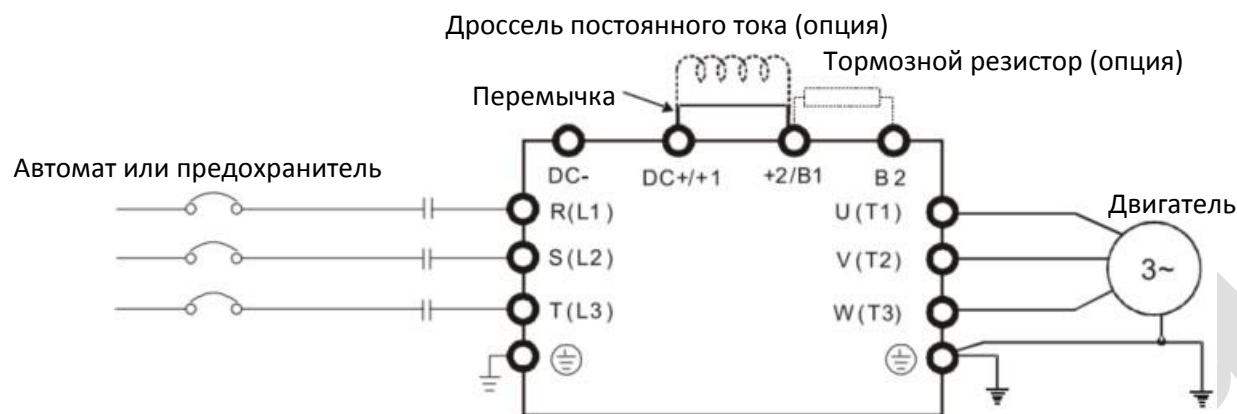 Дроссель постоянного тока (опция)
Тормозной резистор (опция)
Перемычка
Автомат или предохранитель
DC- DC+/+1 +2/B1 B2
R(L1) U(T1) Двигатель
S(L2) V(T2) 3~
T(L3) W(T3)